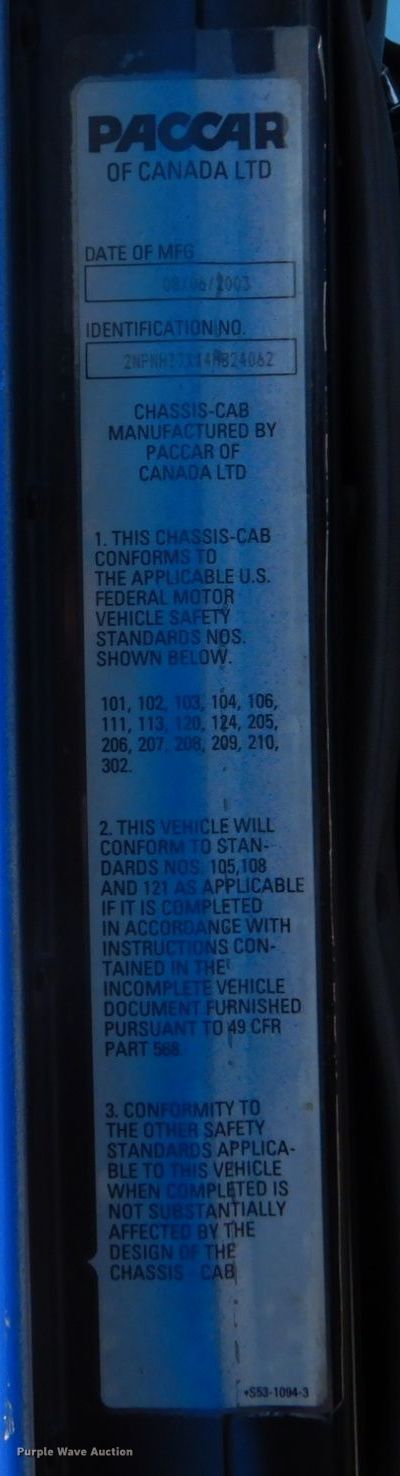 PACCAR
OF CANADA LTD
DATE OF MFG
08/06/2003
IDENTIFICATION NO.
CHASSIS-CAB
MANUFACTURED BY
PACCAR OF
CANADA LTD
1. THIS CHASSIS-CAB
CONFORMS TO
THE APPLICABLE U.S.
FEDERAL MOTOR
VEHICLE SAFETY
STANDARDS NOS.
SHOWN BELOW.
101, 102, 103, 104, 106,
111, 113, 120, 124, 205,
206, 207, 208, 209, 210,
302.
2. THIS VEHICLE WILL
CONFORM TO STAN-
DARDS NOS. 105,108
AND 121 AS APPLICABLE
IF IT IS COMPLETED
IN ACCORDANCE WITH
INSTRUCTIONS CON-
TAINED IN THE
INCOMPLETE VEHICLE
DOCUMENT FURNISHED
PURSUANT TO 49 CFR
PART 568.
3. CONFORMITY TO
THE OTHER SAFETY
STANDARDS APPLICA-
BLE TO THIS VEHICLE
WHEN COMPLETED IS
NOT SUBSTANTIALLY
AFFECTED BY THE
DESIGN OF THE
CHASSIS - CAB
+S53-1094-3
Purple Wave Auction